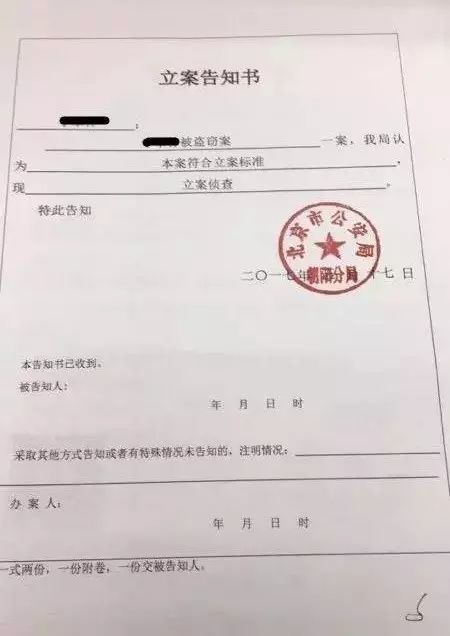 立案告知书
：
被盗窃案 一案，我局认
为 本案符合立案标准 ，
现 立案侦查 。
特此告知
北京市公安局
朝阳分局
二〇一七年 月 十七日
本告知书已收到。
被告知人：
年 月 日 时
采取其他方式告知或者有特殊情况未告知的，注明情况：
办 案 人：
年 月 日 时
一式两份，一份附卷，一份交被告知人。